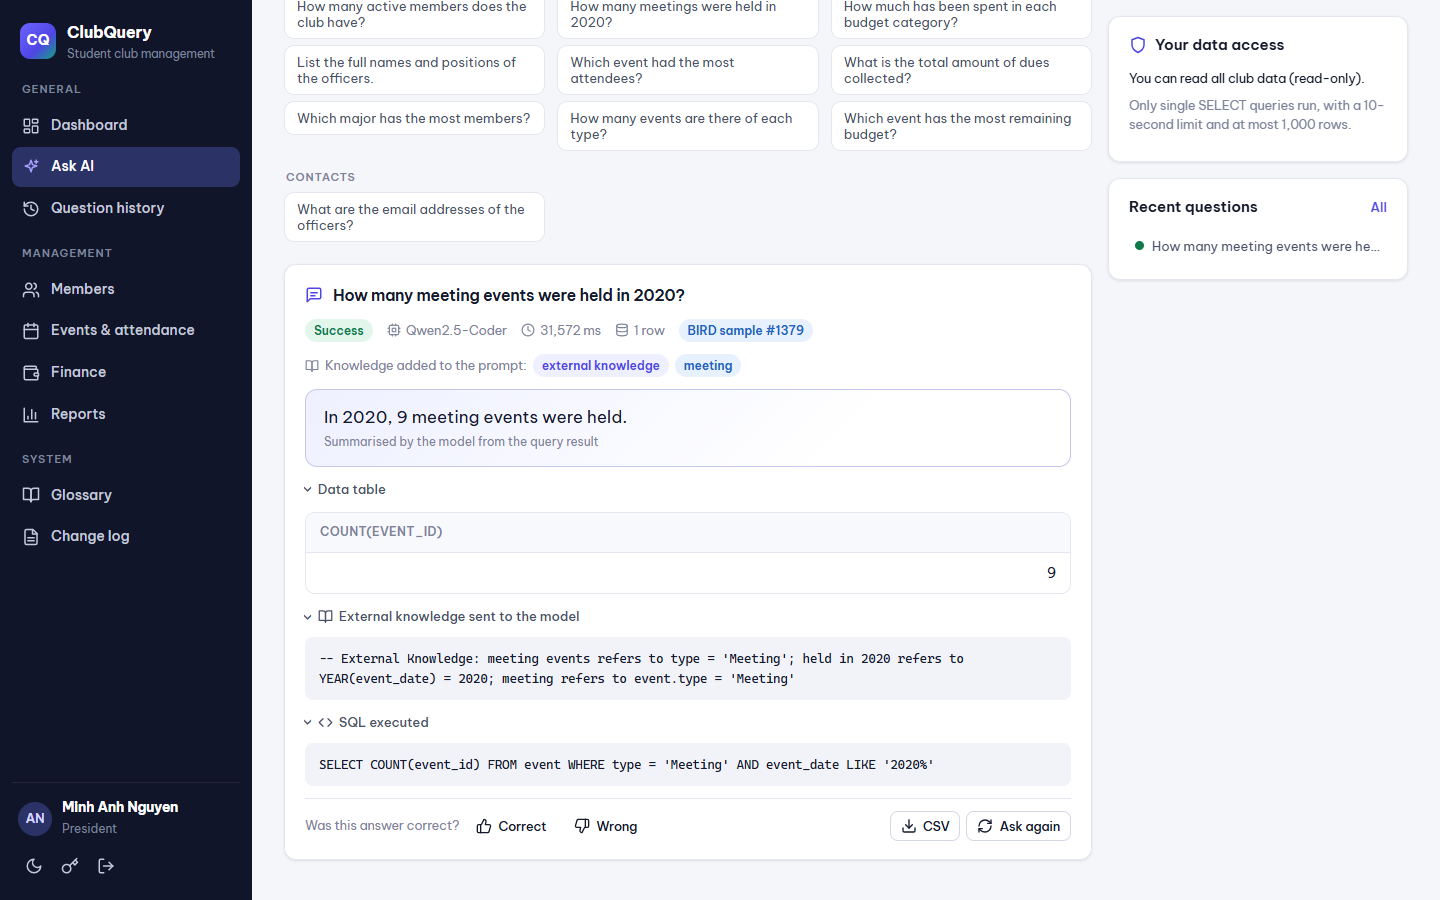 CQ
ClubQuery
Student club management
GENERAL
Dashboard
Ask AI
Question history
MANAGEMENT
Members
Events & attendance
Finance
Reports
SYSTEM
Glossary
Change log
AN
Minh Anh Nguyen
President
How many active members does the
club have?
How many meetings were held in
2020?
How much has been spent in each
budget category?
List the full names and positions of
the officers.
Which event had the most
attendees?
What is the total amount of dues
collected?
Which major has the most members?
How many events are there of each
type?
Which event has the most remaining
budget?
CONTACTS
What are the email addresses of the
officers?
How many meeting events were held in 2020?
Success
Qwen2.5-Coder
31,572 ms
1 row
BIRD sample #1379
Knowledge added to the prompt:
external knowledge
meeting
In 2020, 9 meeting events were held.
Summarised by the model from the query result
Data table
COUNT(EVENT_ID)
9
External knowledge sent to the model
-- External Knowledge: meeting events refers to type = 'Meeting'; held in 2020 refers to
YEAR(event_date) = 2020; meeting refers to event.type = 'Meeting'
SQL executed
SELECT COUNT(event_id) FROM event WHERE type = 'Meeting' AND event_date LIKE '2020%'
Was this answer correct?
Correct
Wrong
CSV
Ask again
Your data access
You can read all club data (read-only).
Only single SELECT queries run, with a 10-
second limit and at most 1,000 rows.
Recent questions
All
How many meeting events were he...